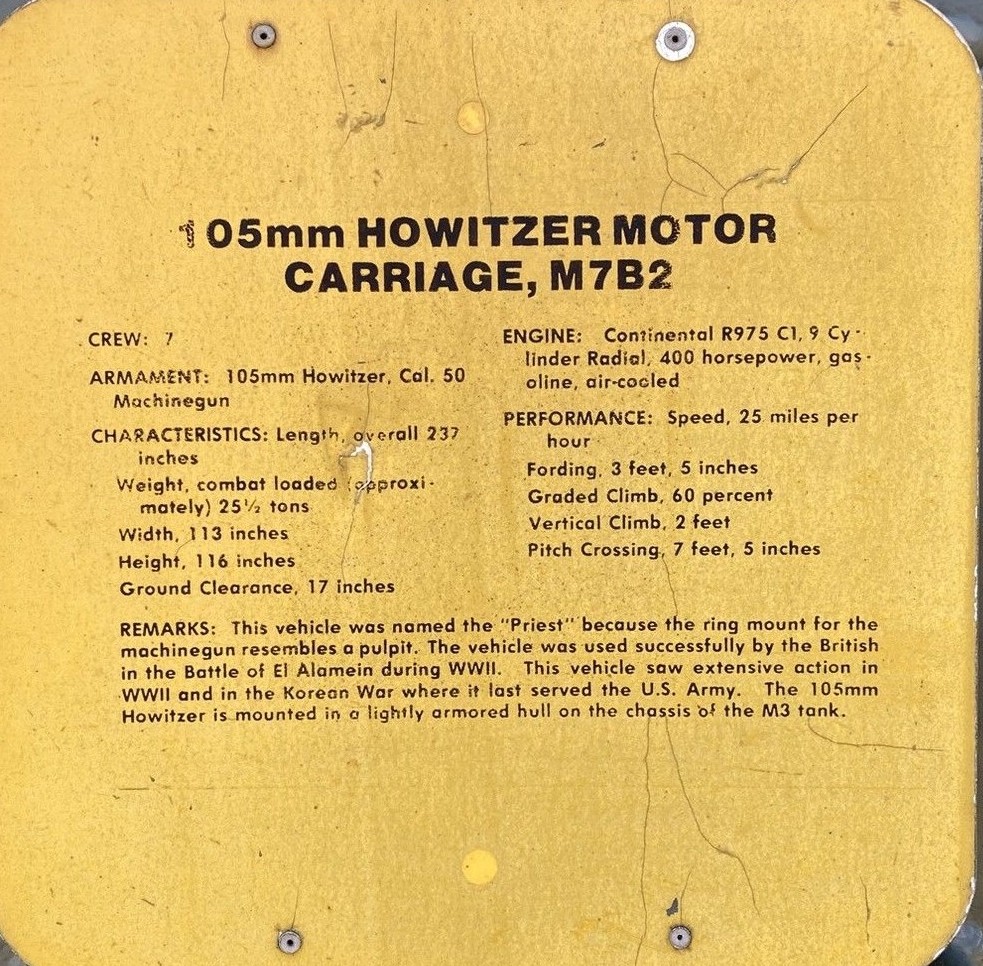 105mm HOWITZER MOTOR
CARRIAGE, M7B2
CREW: 7
ARMAMENT: 105mm Howitzer, Cal. 50
Machinegun
CHARACTERISTICS: Length, overall 237
inches
Weight, combat loaded (approxi-
mately) 25½ tons
Width, 113 inches
Height, 116 inches
Ground Clearance, 17 inches
ENGINE: Continental R975 C1, 9 Cy-
linder Radial, 400 horsepower, gas-
oline, air-cooled
PERFORMANCE: Speed, 25 miles per
hour
Fording, 3 feet, 5 inches
Graded Climb, 60 percent
Vertical Climb, 2 feet
Pitch Crossing, 7 feet, 5 inches
REMARKS: This vehicle was named the "Priest" because the ring mount for the
machinegun resembles a pulpit. The vehicle was used successfully by the British
in the Battle of El Alamein during WWII. This vehicle saw extensive action in
WWII and in the Korean War where it last served the U.S. Army. The 105mm
Howitzer is mounted in a lightly armored hull on the chassis of the M3 tank.